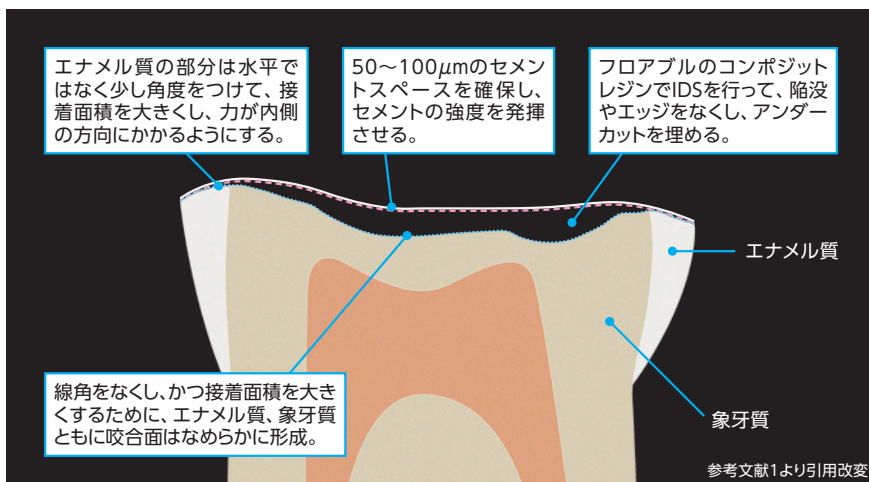 エナメル質の部分は水平で
はなく少し角度をつけて、接
着面積を大きくし、力が内側
の方向にかかるようにする。
50〜100μmのセメン
トスペースを確保し、
セメントの強度を発揮
させる。
フロアブルのコンポジット
レジンでIDSを行って、陥没
やエッジをなくし、アンダー
カットを埋める。
エナメル質
線角をなくし、かつ接着面積を大き
くするために、エナメル質、象牙質
ともに咬合面はなめらかに形成。
象牙質
参考文献1より引用改変